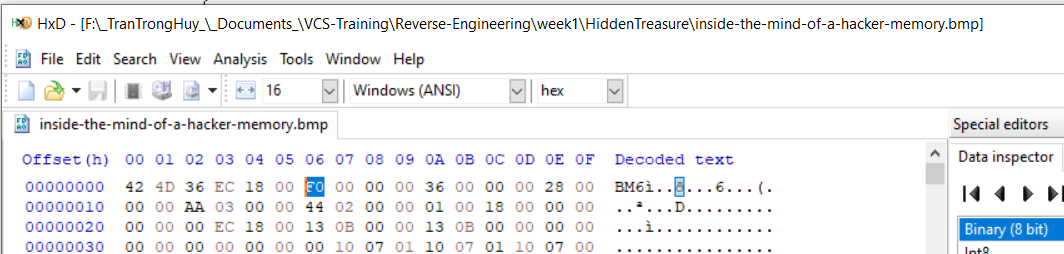 HxD - [F:\_TranTrongHuy_\_Documents_\VCS-Training\Reverse-Engineering\week1\HiddenTreasure\inside-the-mind-of-a-hacker-memory.bmp]
File Edit Search View Analysis Tools Window Help
16 Windows (ANSI) hex
inside-the-mind-of-a-hacker-memory.bmp Special editors
Offset(h) 00 01 02 03 04 05 06 07 08 09 0A 0B 0C 0D 0E 0F Decoded text Data inspector
00000000 42 4D 36 EC 18 00 F0 00 00 00 36 00 00 00 28 00 BM6ì..ð...6...(.
00000010 00 00 AA 03 00 00 44 02 00 00 01 00 18 00 00 00 ..ª...D.........
00000020 00 00 00 EC 18 00 13 0B 00 00 13 0B 00 00 00 00 ...ì............
Binary (8 bit)
00000030 00 00 00 00 00 00 10 07 01 10 07 01 10 07 00 ................
Int8